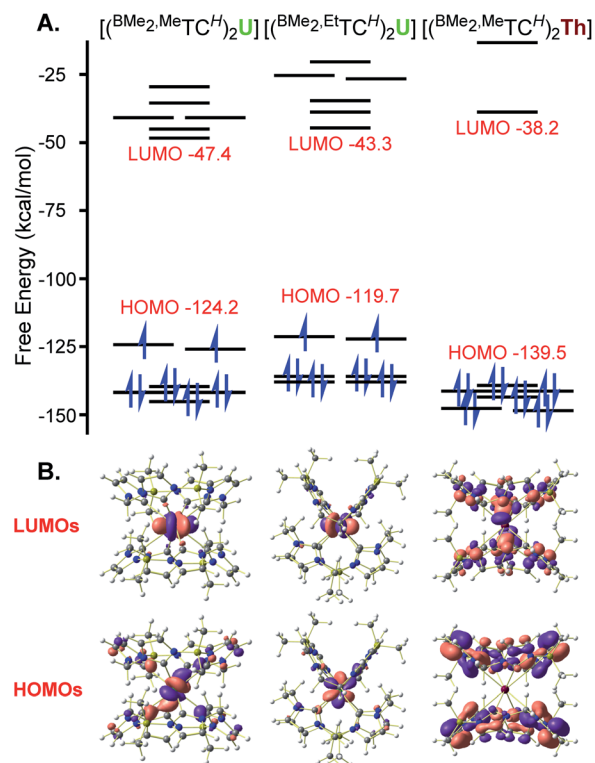 A.
[(ᴮᴹᵉ²,ᴹᵉTCᴴ)₂U] [(ᴮᴹᵉ²,ᴱᵗTCᴴ)₂U] [(ᴮᴹᵉ²,ᴹᵉTCᴴ)₂Th]
Free Energy (kcal/mol)
-25
-50
-75
-100
-125
-150
LUMO -47.4
LUMO -43.3
LUMO -38.2
HOMO -124.2
HOMO -119.7
HOMO -139.5
B.
LUMOs
HOMOs